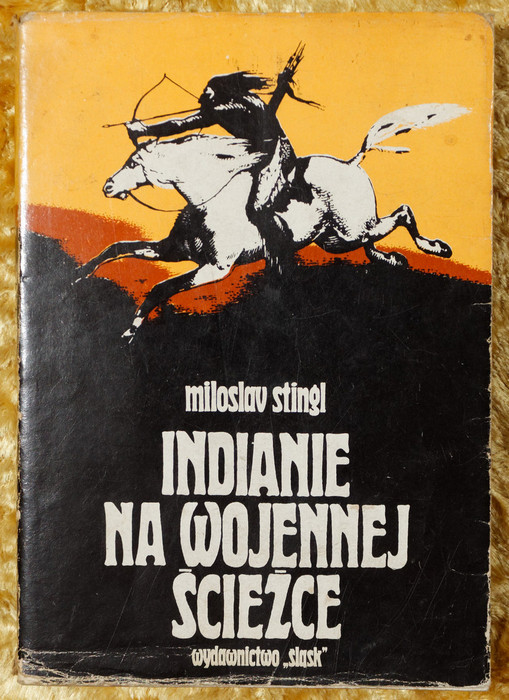 miloslav stingl
INDIANIE
NA WOJENNEJ
ŚCIEŻCE
wydawnictwo „śląsk”